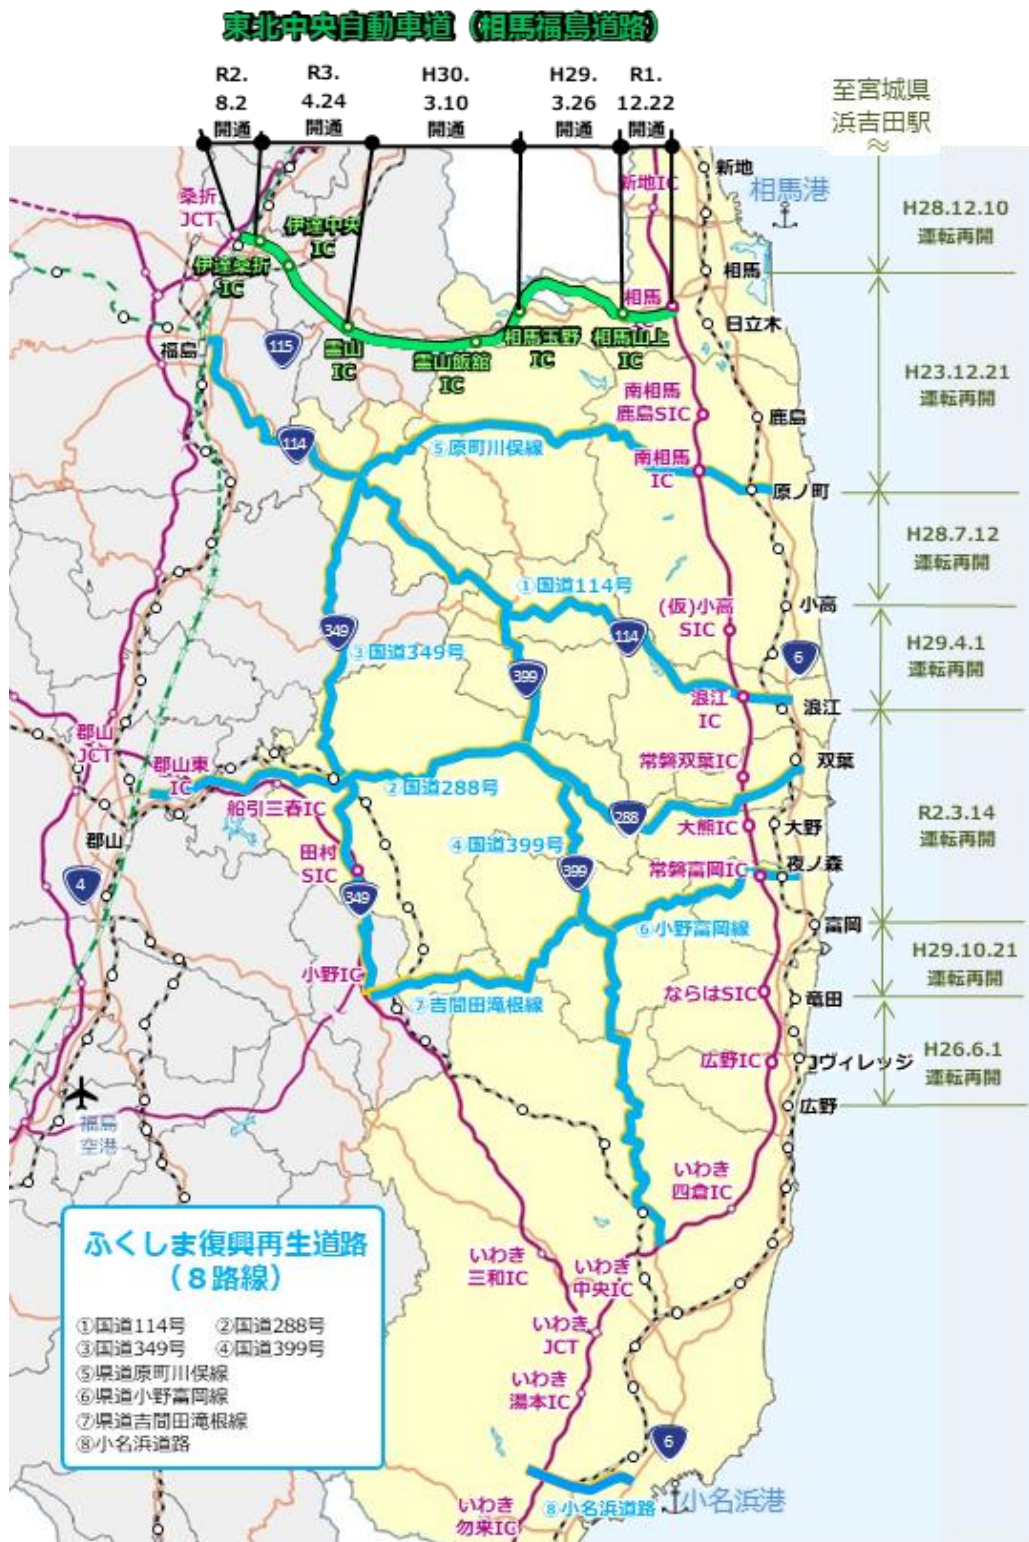 東北中央自動車道（相馬福島道路）
R2.
8.2
開通
R3.
4.24
開通
H30.
3.10
開通
H29.
3.26
開通
R1.
12.22
開通
至宮城県
浜吉田駅
≈
新地IC
新地
相馬港
H28.12.10
運転再開
桑折
JCT
伊達中央
IC
伊達桑折
IC
相馬
IC
相馬
日立木
福島
115
霊山
IC
霊山飯舘
IC
相馬玉野
IC
相馬山上
IC
H23.12.21
運転再開
南相馬
鹿島SIC
鹿島
114
⑤原町川俣線
南相馬
IC
原ノ町
H28.7.12
運転再開
①国道114号
(仮)小高
SIC
小高
349
③国道349号
114
6
H29.4.1
運転再開
399
浪江
IC
浪江
郡山
JCT
郡山東
IC
船引三春IC
②国道288号
常磐双葉IC
双葉
288
大熊IC
大野
R2.3.14
運転再開
郡山
田村
SIC
④国道399号
399
常磐富岡IC
夜ノ森
4
349
⑥小野富岡線
富岡
小野IC
⑦吉間田滝根線
ならはSIC
竜田
H29.10.21
運転再開
広野IC
Jヴィレッジ
H26.6.1
運転再開
広野
福島
空港
いわき
四倉IC
ふくしま復興再生道路
（８路線）
①国道114号　②国道288号
③国道349号　④国道399号
⑤県道原町川俣線
⑥県道小野富岡線
⑦県道吉間田滝根線
⑧小名浜道路
いわき
三和IC
いわき
中央IC
いわき
JCT
いわき
湯本IC
6
いわき
勿来IC
⑧小名浜道路
小名浜港